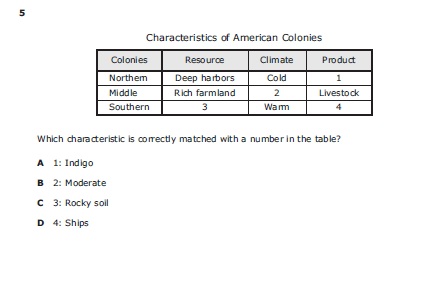 5
Characteristics of American Colonies
Colonies Resource Climate Product
Northern Deep harbors Cold 1
Middle Rich farmland 2 Livestock
Southern 3 Warm 4
Which characteristic is correctly matched with a number in the table?
A 1: Indigo
B 2: Moderate
C 3: Rocky soil
D 4: Ships